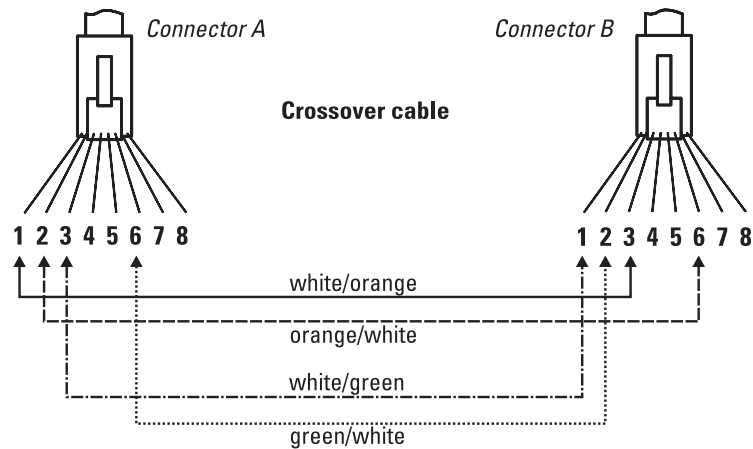 Connector A
Connector B
Crossover cable
1 2 3 4 5 6 7 8
1 2 3 4 5 6 7 8
white/orange
orange/white
white/green
green/white